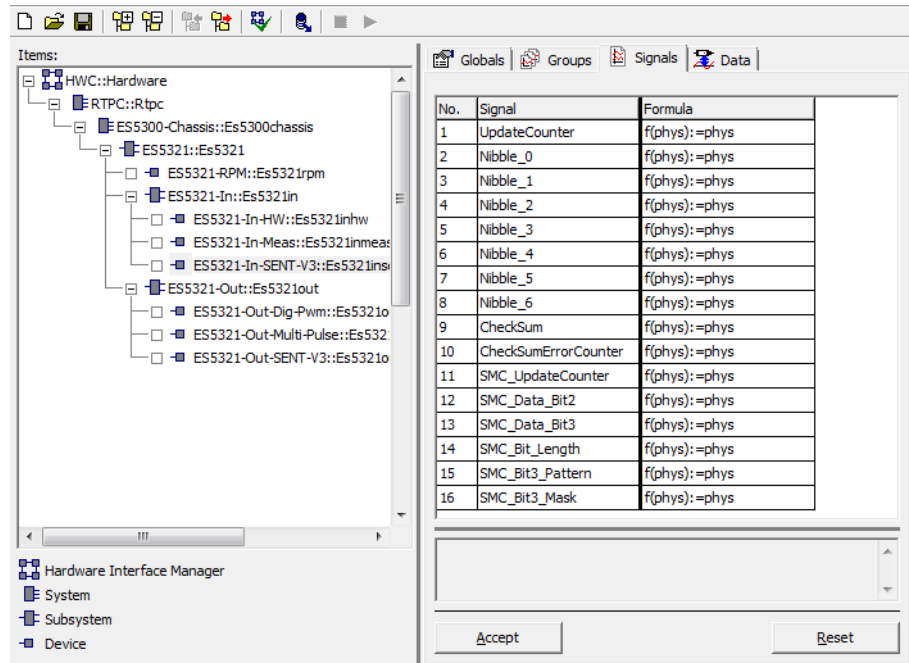 Items:
HWC::Hardware
RTPC::Rtpc
ES5300-Chassis::Es5300chassis
ES5321::Es5321
ES5321-RPM::Es5321rpm
ES5321-In::Es5321in
ES5321-In-HW::Es5321inhw
ES5321-In-Meas::Es5321inmeas
ES5321-In-SENT-V3::Es5321inse
ES5321-Out::Es5321out
ES5321-Out-Dig-Pwm::Es5321o
ES5321-Out-Multi-Pulse::Es532
ES5321-Out-SENT-V3::Es5321o
Hardware Interface Manager
System
Subsystem
Device
Globals Groups Signals Data
No. Signal Formula
1 UpdateCounter f(phys):=phys
2 Nibble_0 f(phys):=phys
3 Nibble_1 f(phys):=phys
4 Nibble_2 f(phys):=phys
5 Nibble_3 f(phys):=phys
6 Nibble_4 f(phys):=phys
7 Nibble_5 f(phys):=phys
8 Nibble_6 f(phys):=phys
9 CheckSum f(phys):=phys
10 CheckSumErrorCounter f(phys):=phys
11 SMC_UpdateCounter f(phys):=phys
12 SMC_Data_Bit2 f(phys):=phys
13 SMC_Data_Bit3 f(phys):=phys
14 SMC_Bit_Length f(phys):=phys
15 SMC_Bit3_Pattern f(phys):=phys
16 SMC_Bit3_Mask f(phys):=phys
Accept Reset